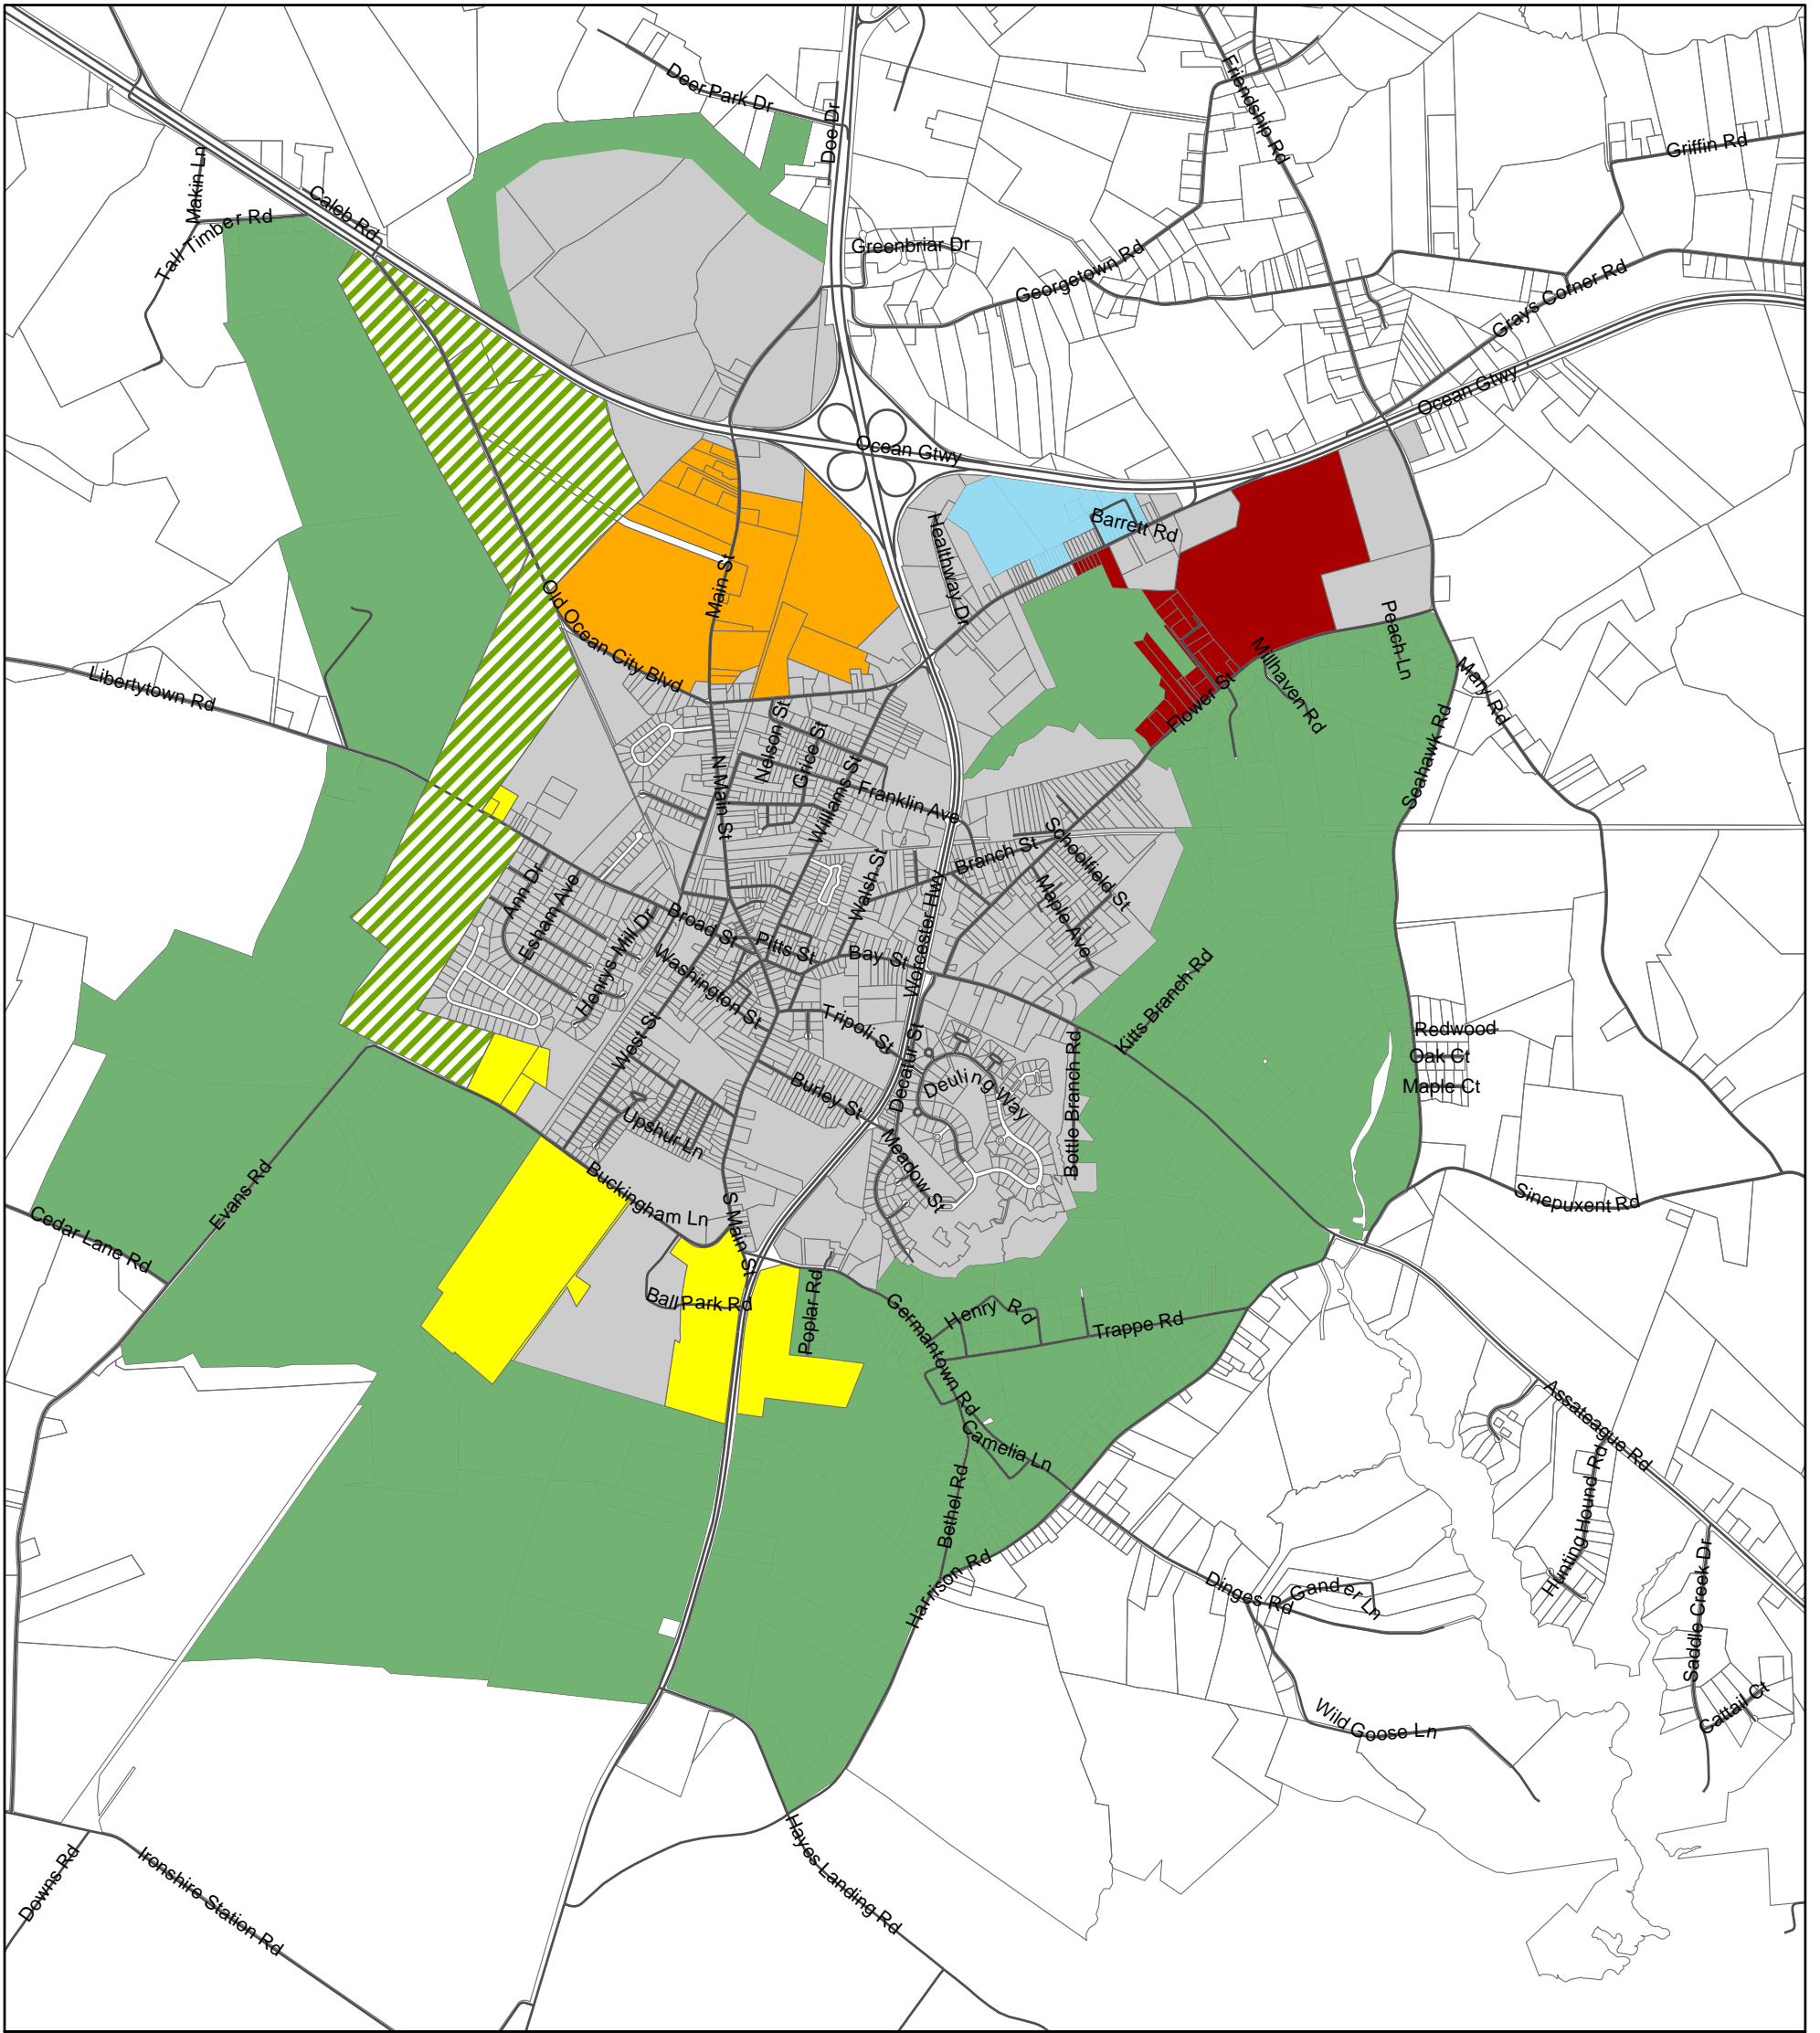 Deer Park Dr
Doe Dr
Friendship Rd
Griffin Rd
Makin Ln
Caleb Rd
Tall Timber Rd
Greenbriar Dr
Georgetown Rd
Grays Corner Rd
Ocean Gtwy
Ocean Gtwy
Barrett Rd
Healthway Dr
Main St
Old Ocean City Blvd
Peach Ln
Millhaven Rd
Mary Rd
Libertytown Rd
Flower St
Seahawk Rd
Nelson St
Grice St
N Main St
Williams St
Franklin Ave
Branch St
Schoolfield St
Walsh St
Maple Ave
Ann Dr
Esham Ave
Henrys Mill Dr
Broad St
Pitts St
Bay St
Worcester Hwy
Washington St
Kitts Branch Rd
Tripoli St
West St
Redwood
Oak Ct
Maple Ct
Decatur St
Deuling Way
Bottle Branch Rd
Burley St
Upshur Ln
Meadow St
Buckingham Ln
S Main St
Evans Rd
Cedar Lane Rd
Sinepuxent Rd
Ball Park Rd
Poplar Rd
Germantown Rd
Henry Rd
Trappe Rd
Camelia Ln
Assateague Rd
Bethel Rd
Hunting Hound Rd
Harrison Rd
Dinges Rd
Gander Ln
Saddle Creek Dr
Wild Goose Ln
Cattail Ct
Hayes Landing Rd
Downs Rd
Ironshire Station Rd